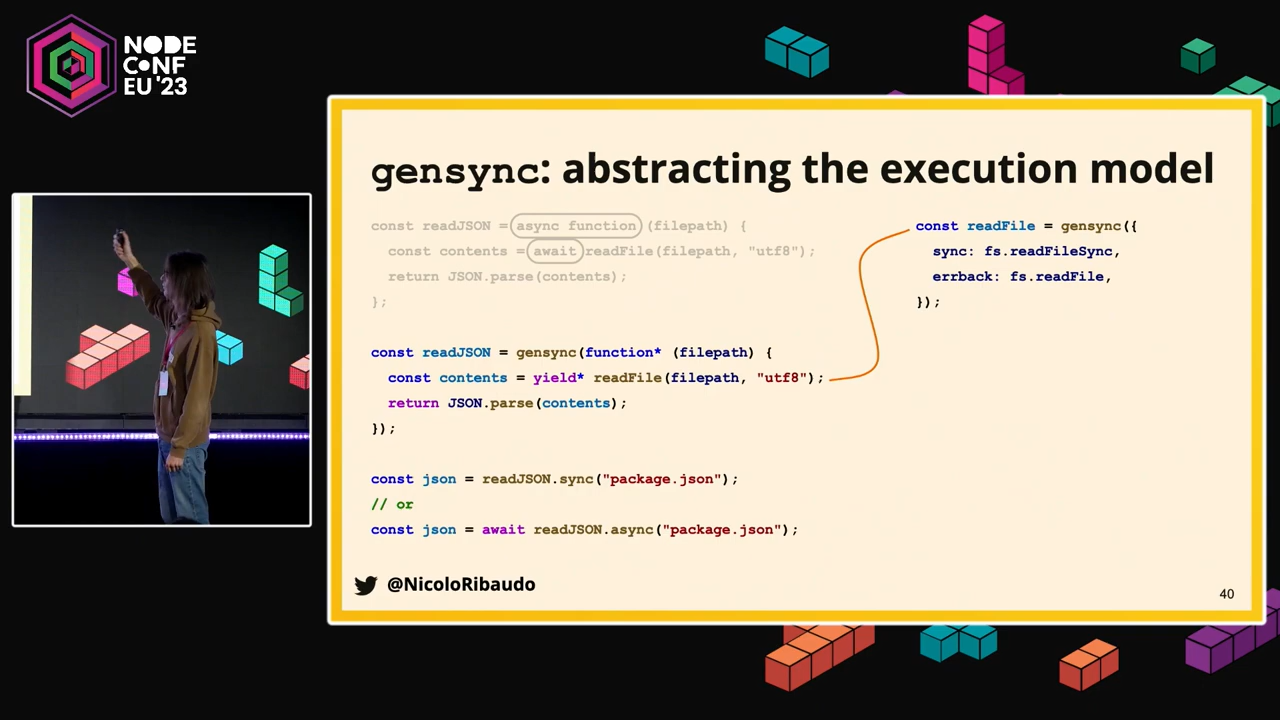 NODE
CONF
EU '23
gensync: abstracting the execution model
const readJSON = async function (filepath) {
  const contents = await readFile(filepath, "utf8");
  return JSON.parse(contents);
};
const readJSON = gensync(function* (filepath) {
  const contents = yield* readFile(filepath, "utf8");
  return JSON.parse(contents);
});
const json = readJSON.sync("package.json");
// or
const json = await readJSON.async("package.json");
const readFile = gensync({
  sync: fs.readFileSync,
  errback: fs.readFile,
});
@NicoloRibaudo
40